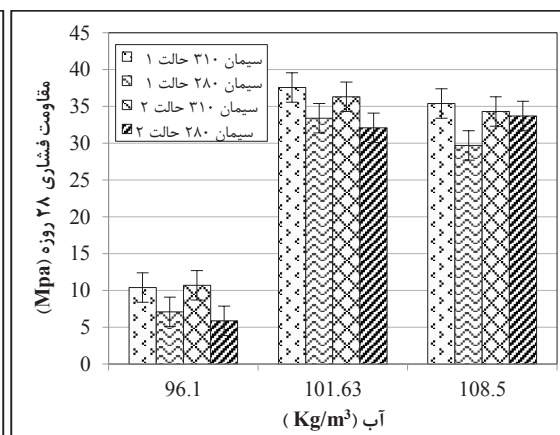 45
40
35
30
25
20
15
10
5
0
مقاومت فشاری ۲۸ روزه (Mpa)
سیمان ۳۱۰ حالت ۱
سیمان ۲۸۰ حالت ۱
سیمان ۳۱۰ حالت ۲
سیمان ۲۸۰ حالت ۲
96.1 101.63 108.5
آب (Kg/m³)